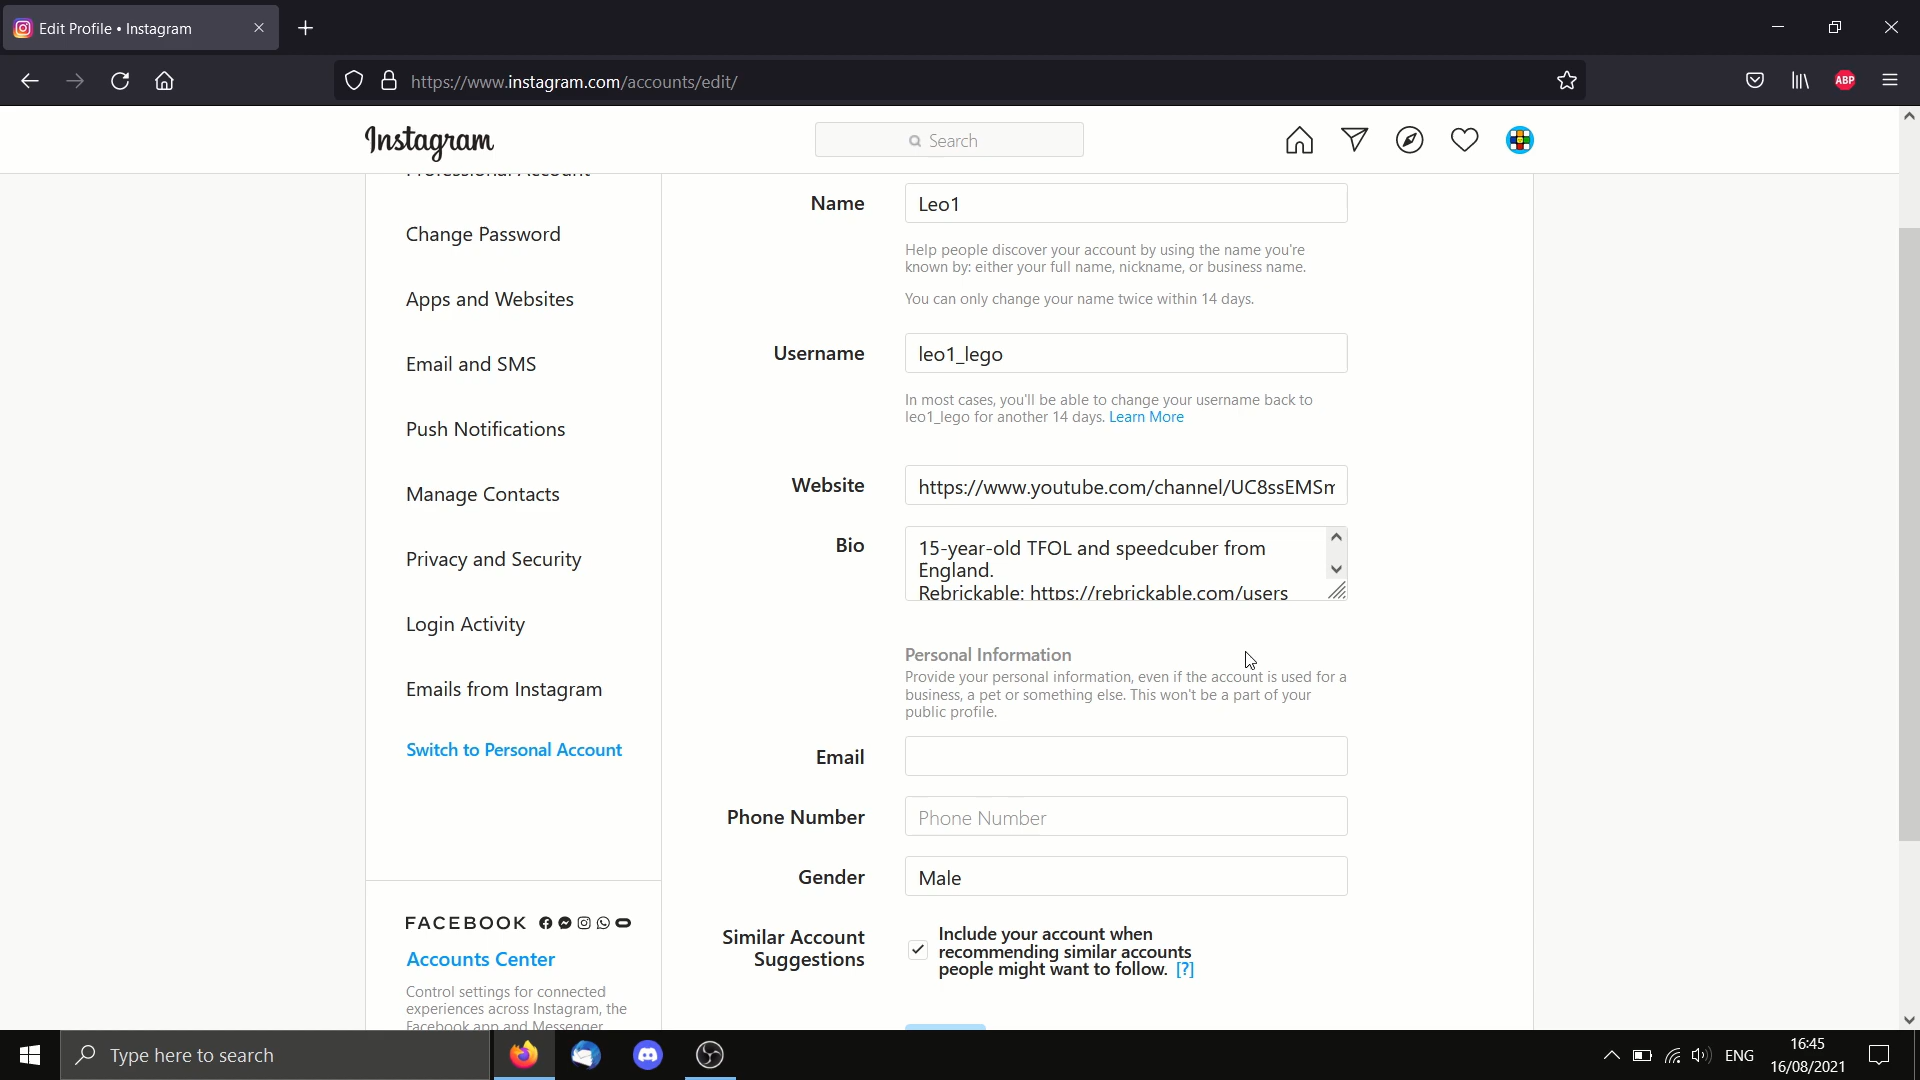 Edit Profile • Instagram
https://www.instagram.com/accounts/edit/
ABP
Instagram
Search
Professional Account
Change Password
Apps and Websites
Email and SMS
Push Notifications
Manage Contacts
Privacy and Security
Login Activity
Emails from Instagram
Switch to Personal Account
FACEBOOK
Accounts Center
Control settings for connected
experiences across Instagram, the
Facebook app and Messenger
Name
Leo1
Help people discover your account by using the name you're
known by: either your full name, nickname, or business name.
You can only change your name twice within 14 days.
Username
leo1_lego
In most cases, you'll be able to change your username back to
leo1_lego for another 14 days. Learn More
Website
https://www.youtube.com/channel/UC8ssEMSm
Bio
15-year-old TFOL and speedcuber from
England.
Rebrickable: https://rebrickable.com/users
Personal Information
Provide your personal information, even if the account is used for a
business, a pet or something else. This won't be a part of your
public profile.
Email
Phone Number
Phone Number
Gender
Male
Similar Account
Suggestions
Include your account when
recommending similar accounts
people might want to follow. [?]
Type here to search
ENG
16:45
16/08/2021